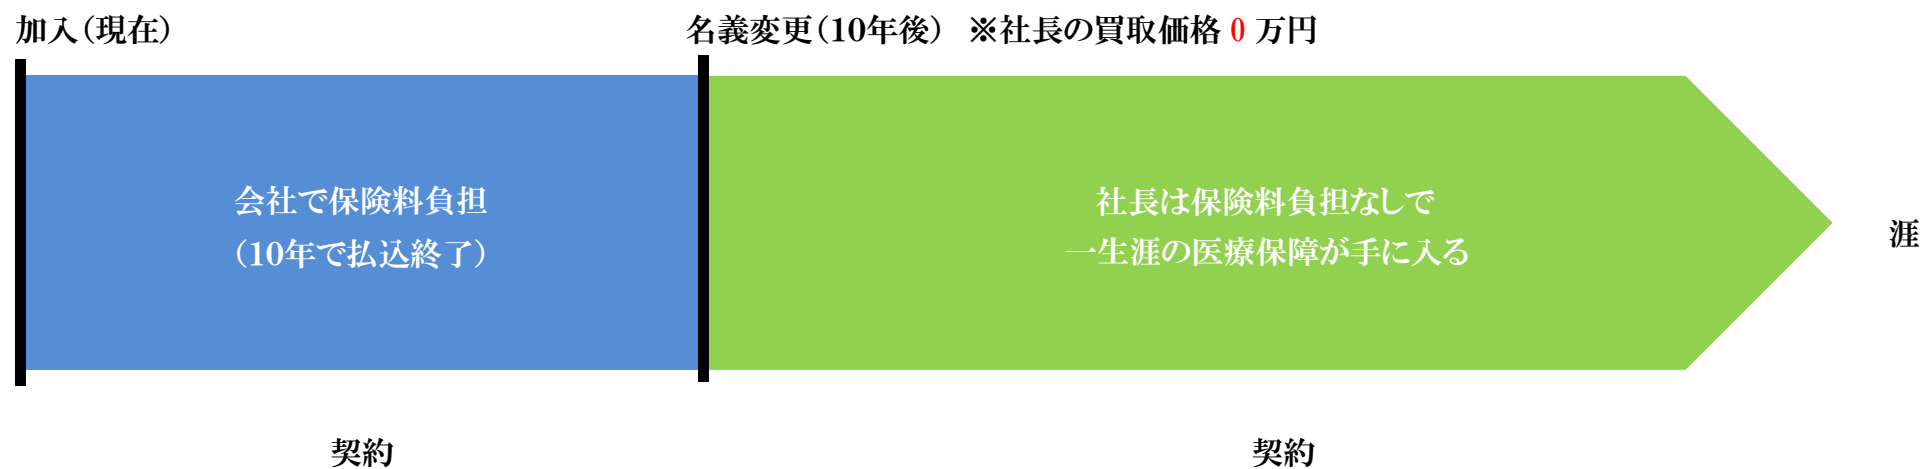 加入（現在）
名義変更（10年後） ※社長の買取価格 0 万円
会社で保険料負担
（10年で払込終了）
社長は保険料負担なしで
一生涯の医療保障が手に入る
涯
契約
契約